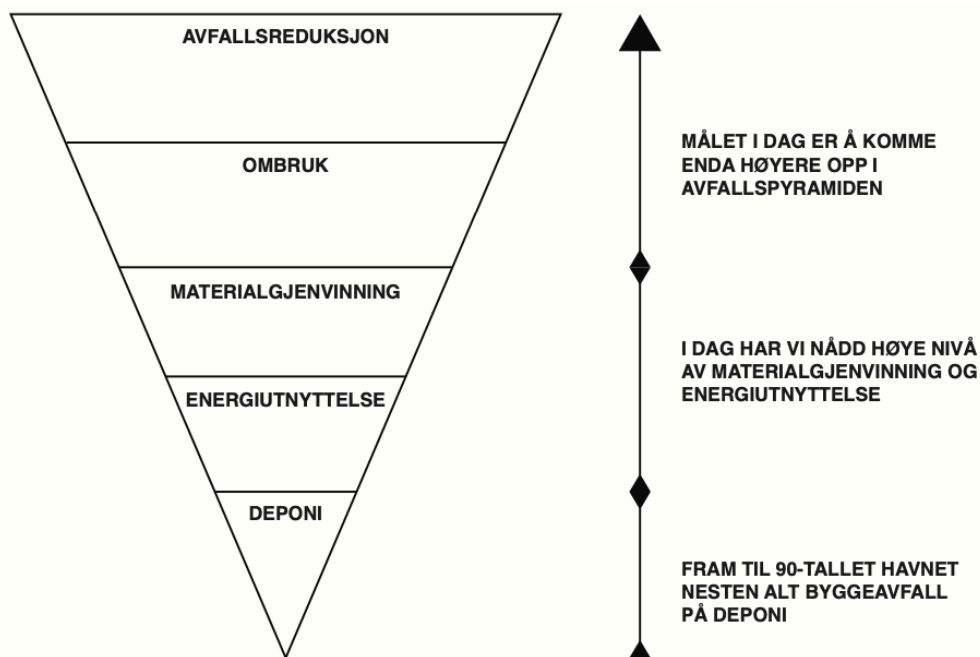 AVFALLSREDUKSJON
OMBRUK
MATERIALGJENVINNING
ENERGIUTNYTTELSE
DEPONI
MÅLET I DAG ER Å KOMME
ENDA HØYERE OPP I
AVFALLSPYRAMIDEN
I DAG HAR VI NÅDD HØYE NIVÅ
AV MATERIALGJENVINNING OG
ENERGIUTNYTTELSE
FRAM TIL 90-TALLET HAVNET
NESTEN ALT BYGGEAVFALL
PÅ DEPONI